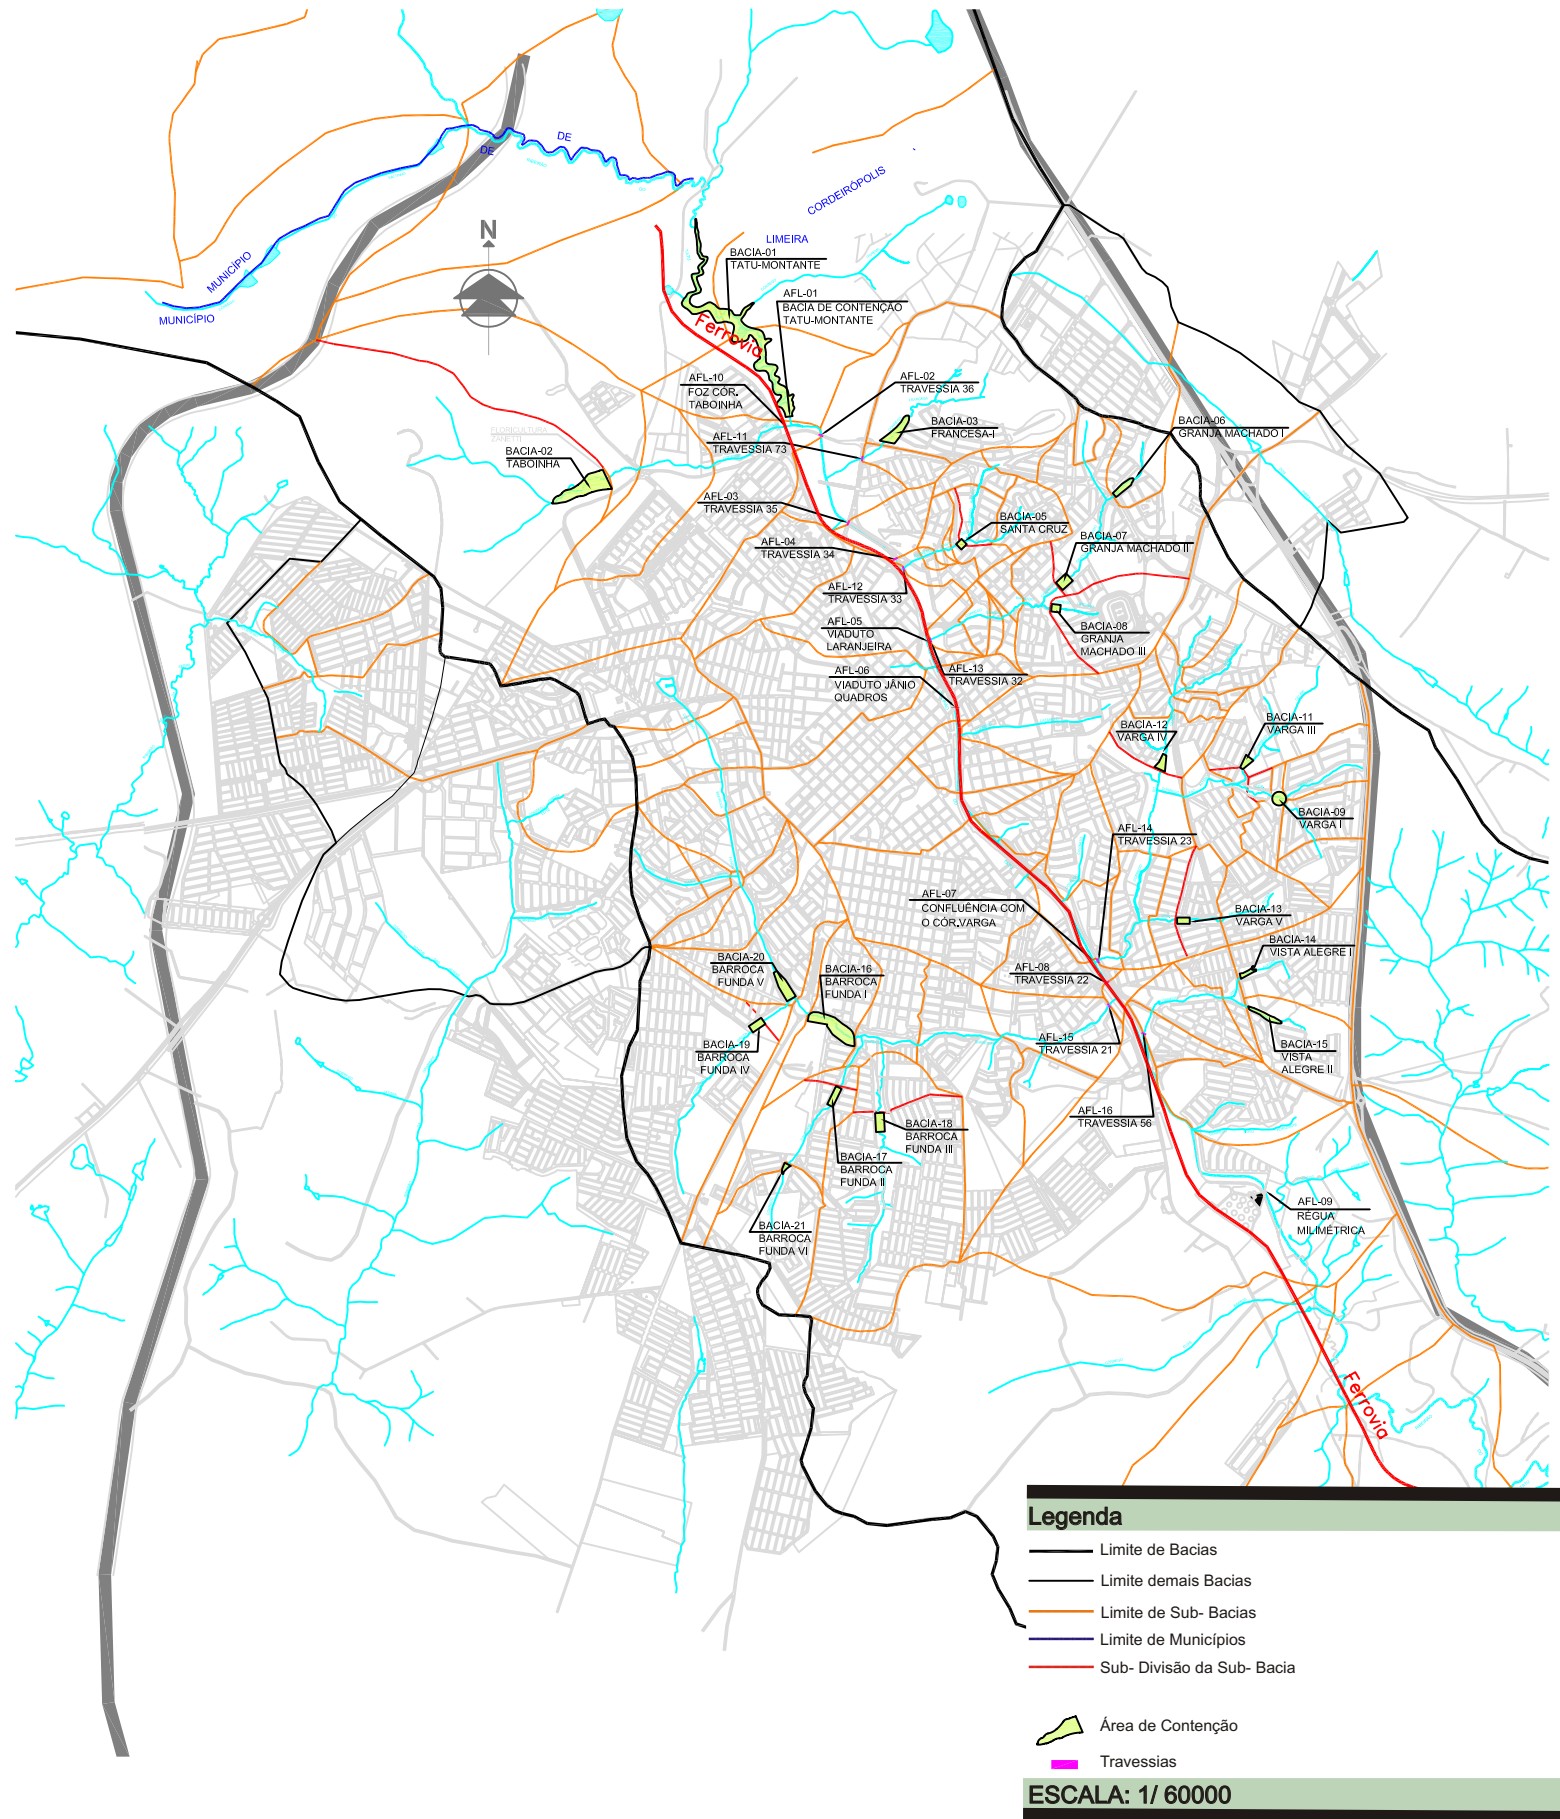 DE
DE
CORDEIRÓPOLIS
LIMEIRA
MUNICÍPIO
MUNICÍPIO
N
BACIA-01
TATU-MONTANTE
AFL-01
BACIA DE CONTENÇÃO
TATU-MONTANTE
Ferrovia
AFL-10
FOZ CÓR.
TABOINHA
AFL-02
TRAVESSIA 36
BACIA-03
FRANCESA-I
BACIA-06
GRANJA MACHADO I
FLORICULTURA
ZANETTI
AFL-11
TRAVESSIA 73
BACIA-02
TABOINHA
AFL-03
TRAVESSIA 35
BACIA-05
SANTA CRUZ
BACIA-07
GRANJA MACHADO II
AFL-04
TRAVESSIA 34
AFL-12
TRAVESSIA 33
AFL-05
VIADUTO
LARANJEIRA
BACIA-08
GRANJA
MACHADO III
AFL-06
VIADUTO JÂNIO
QUADROS
AFL-13
TRAVESSIA 32
BACIA-12
VARGA IV
BACIA-11
VARGA III
BACIA-09
VARGA I
AFL-14
TRAVESSIA 23
AFL-07
CONFLUÊNCIA COM
O CÓR.VARGA
BACIA-13
VARGA V
BACIA-14
VISTA ALEGRE I
BACIA-20
BARROCA
FUNDA V
BACIA-16
BARROCA
FUNDA I
AFL-08
TRAVESSIA 22
BACIA-19
BARROCA
FUNDA IV
AFL-15
TRAVESSIA 21
BACIA-15
VISTA
ALEGRE II
AFL-16
TRAVESSIA 56
BACIA-18
BARROCA
FUNDA III
BACIA-17
BARROCA
FUNDA II
AFL-09
RÉGUA
MILIMÉTRICA
BACIA-21
BARROCA
FUNDA VI
Ferrovia
Legenda
Limite de Bacias
Limite demais Bacias
Limite de Sub- Bacias
Limite de Municípios
Sub- Divisão da Sub- Bacia
Área de Contenção
Travessias
ESCALA: 1/ 60000